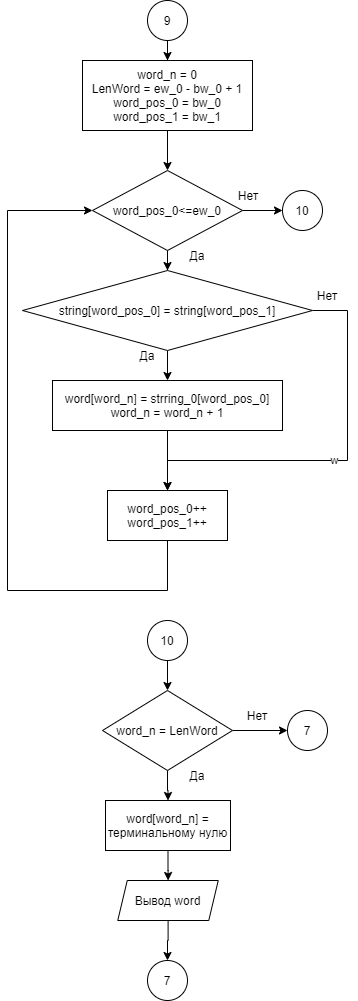 9
word_n = 0
LenWord = ew_0 - bw_0 + 1
word_pos_0 = bw_0
word_pos_1 = bw_1
word_pos_0<=ew_0
Нет
10
Да
string[word_pos_0] = string[word_pos_1]
Нет
Да
word[word_n] = strring_0[word_pos_0]
word_n = word_n + 1
w
word_pos_0++
word_pos_1++
10
word_n = LenWord
Нет
7
Да
word[word_n] =
терминальному нулю
Вывод word
7